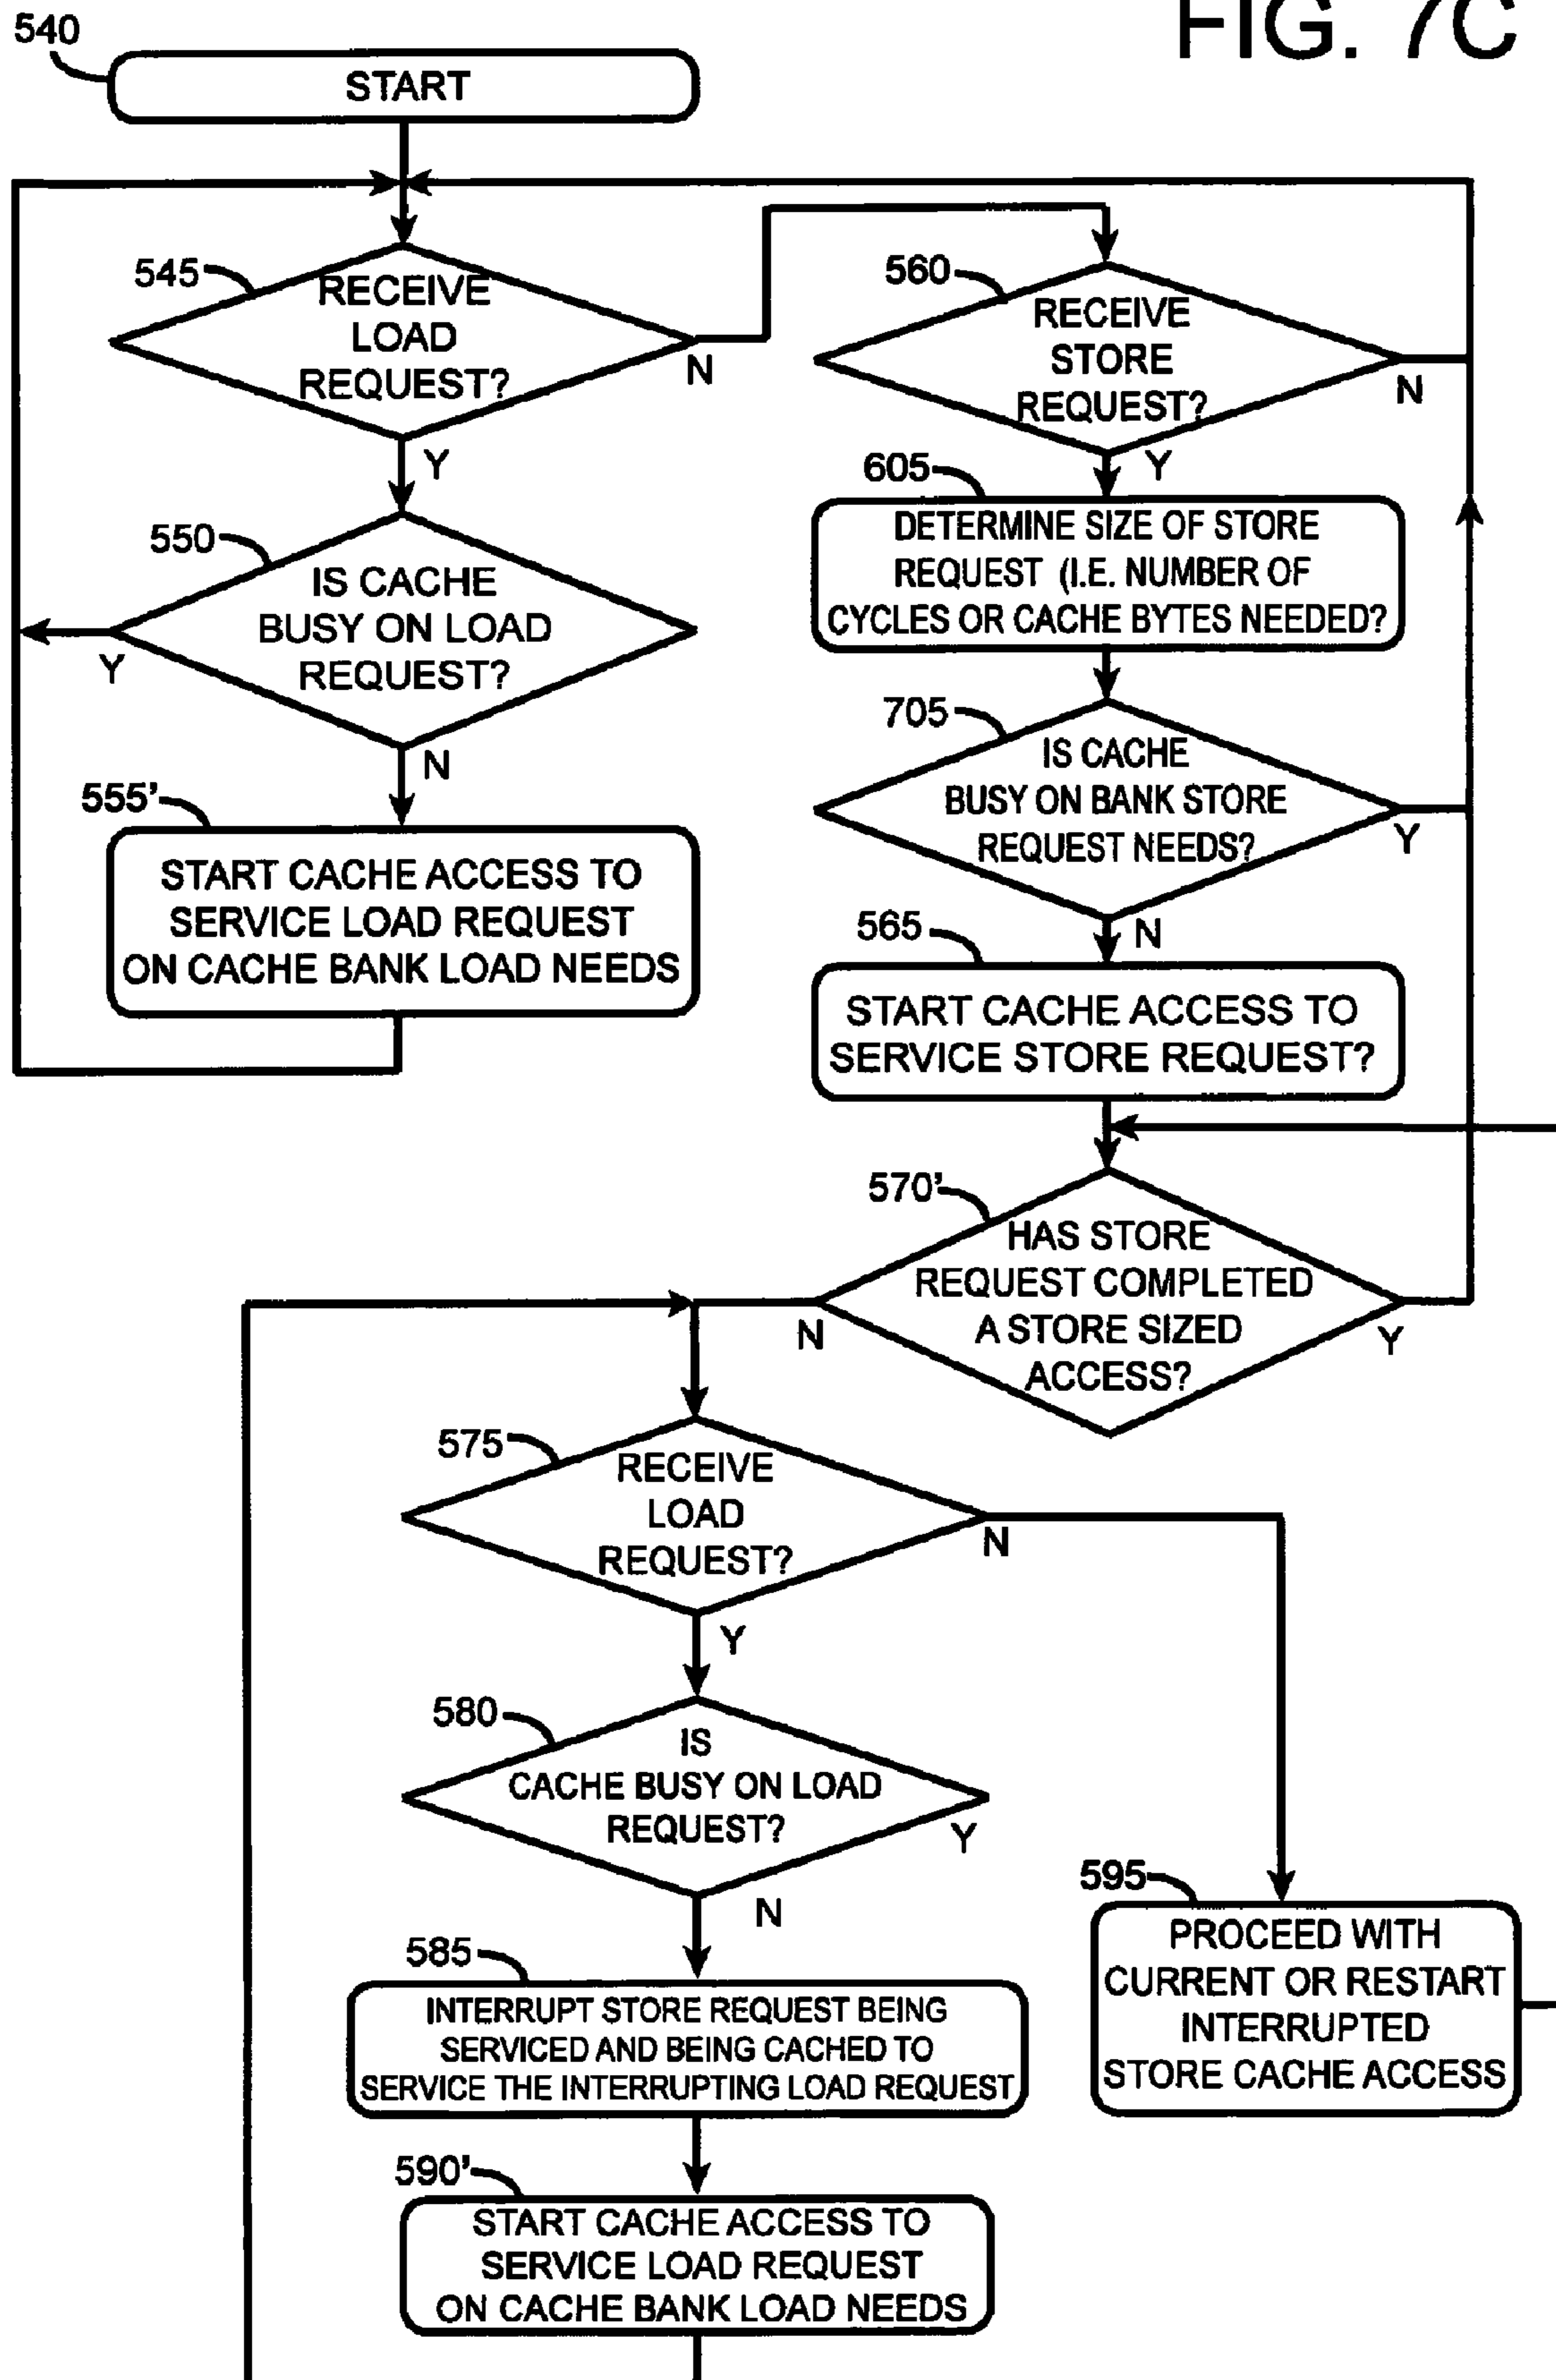 FIG. 7C
540
START
545
RECEIVE
LOAD
REQUEST?
N
Y
560
RECEIVE
STORE
REQUEST?
N
Y
550
IS CACHE
BUSY ON LOAD
REQUEST?
Y
N
605
DETERMINE SIZE OF STORE
REQUEST (I.E. NUMBER OF
CYCLES OR CACHE BYTES NEEDED?
705
IS CACHE
BUSY ON BANK STORE
REQUEST NEEDS?
Y
N
555'
START CACHE ACCESS TO
SERVICE LOAD REQUEST
ON CACHE BANK LOAD NEEDS
565
START CACHE ACCESS TO
SERVICE STORE REQUEST?
570'
HAS STORE
REQUEST COMPLETED
A STORE SIZED
ACCESS?
N
Y
575
RECEIVE
LOAD
REQUEST?
N
Y
580
IS
CACHE BUSY ON LOAD
REQUEST?
Y
N
585
INTERRUPT STORE REQUEST BEING
SERVICED AND BEING CACHED TO
SERVICE THE INTERRUPTING LOAD REQUEST
595
PROCEED WITH
CURRENT OR RESTART
INTERRUPTED
STORE CACHE ACCESS
590'
START CACHE ACCESS TO
SERVICE LOAD REQUEST
ON CACHE BANK LOAD NEEDS